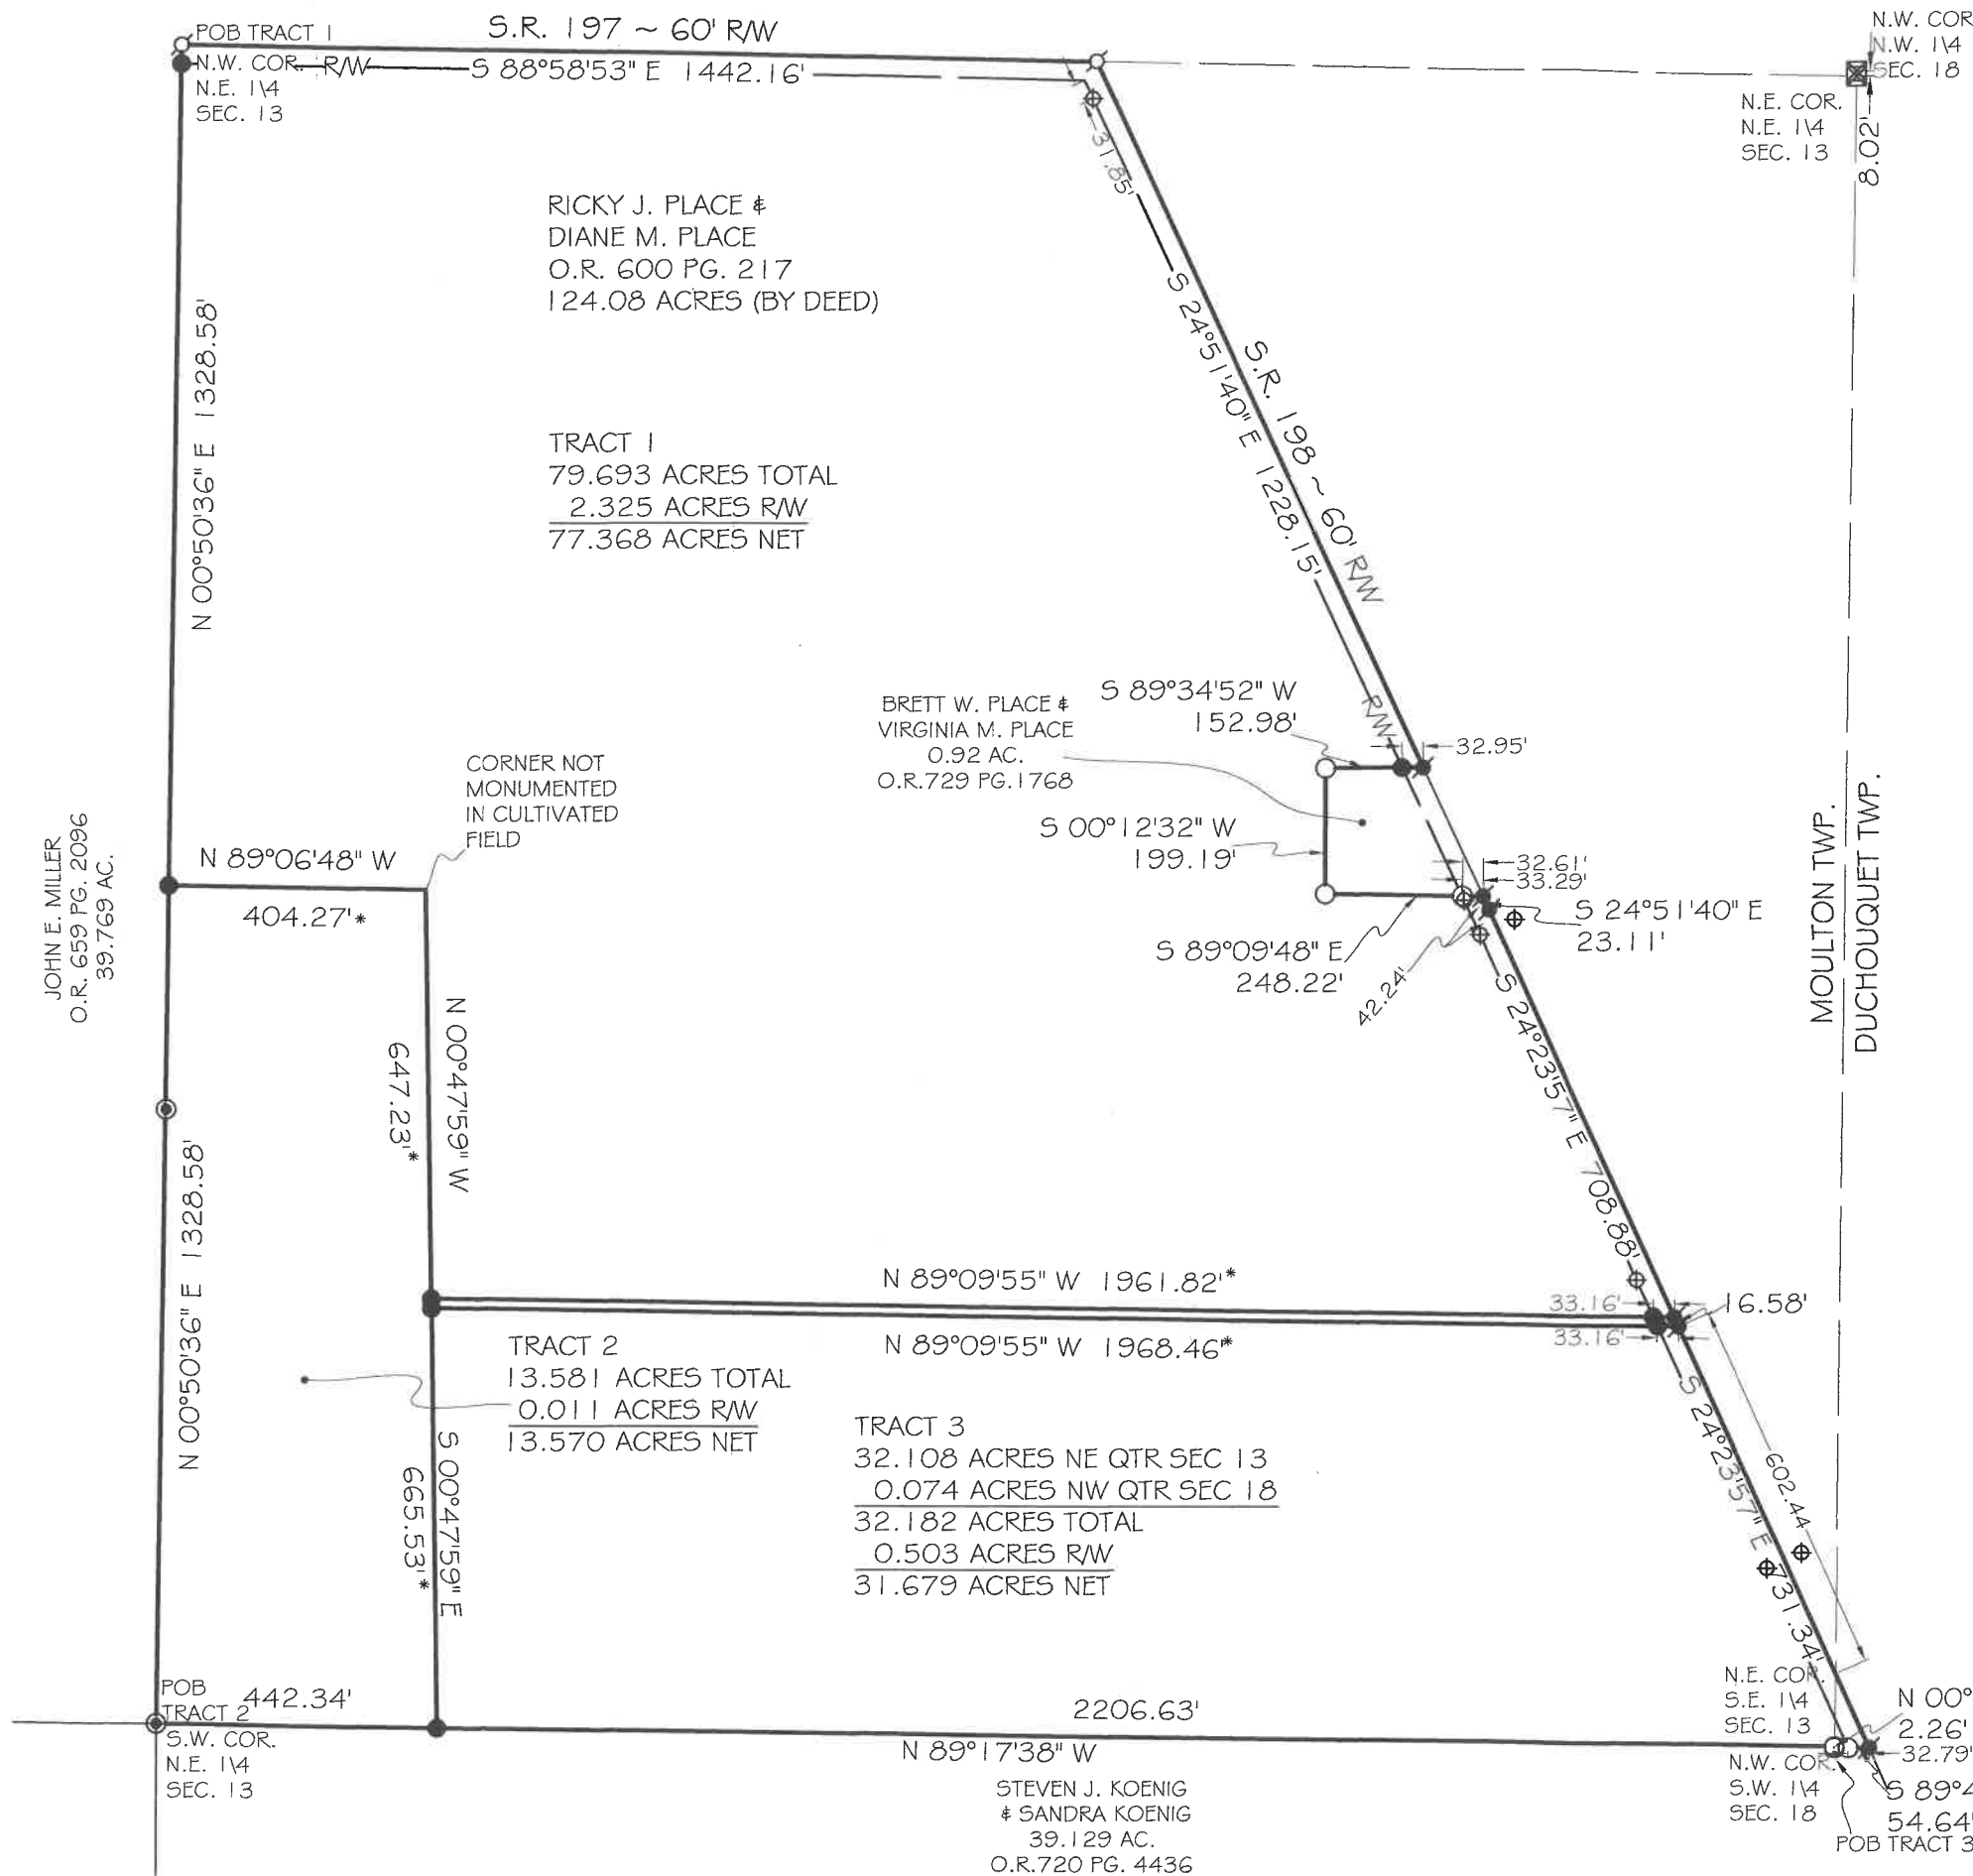 POB TRACT 1
S.R. 197 ~ 60' R/W
N.W. COR.
N.E. 1\4
SEC. 13
R/W
S 88°58'53" E 1442.16'
N.W. COR
N.W. 1\4
SEC. 18
N.E. COR.
N.E. 1\4
SEC. 13
8.02'
31.85'
RICKY J. PLACE &
DIANE M. PLACE
O.R. 600 PG. 217
124.08 ACRES (BY DEED)
N 00°50'36" E 1328.58'
S 24°51'40" E 1228.15'
S.R. 198 ~ 60' R/W
R/W
TRACT 1
79.693 ACRES TOTAL
2.325 ACRES R/W
77.368 ACRES NET
BRETT W. PLACE &
VIRGINIA M. PLACE
0.92 AC.
O.R.729 PG.1768
S 89°34'52" W
152.98'
32.95'
CORNER NOT
MONUMENTED
IN CULTIVATED
FIELD
S 00°12'32" W
199.19'
32.61'
33.29'
JOHN E. MILLER
O.R. 659 PG. 2096
39.769 AC.
N 89°06'48" W
404.27'*
S 24°51'40" E
23.11'
S 89°09'48" E
248.22'
42.24'
MOULTON TWP.
DUCHOUQUET TWP.
N 00°47'59" W
647.23'*
S 24°23'57" E 708.88'
N 00°50'36" E 1328.58'
N 89°09'55" W 1961.82'*
33.16'
16.58'
33.16'
N 89°09'55" W 1968.46'*
TRACT 2
13.581 ACRES TOTAL
0.011 ACRES R/W
13.570 ACRES NET
S 00°47'59" E
665.53'*
TRACT 3
32.108 ACRES NE QTR SEC 13
0.074 ACRES NW QTR SEC 18
32.182 ACRES TOTAL
0.503 ACRES R/W
31.679 ACRES NET
S 24°23'57" E 731.34'
602.44
POB
TRACT 2
442.34'
S.W. COR.
N.E. 1\4
SEC. 13
2206.63'
N 89°17'38" W
N.E. COR.
S.E. 1\4
SEC. 13
N 00°
2.26'
32.79'
N.W. COR.
S.W. 1\4
SEC. 18
S 89°4
54.64'
POB TRACT 3
STEVEN J. KOENIG
& SANDRA KOENIG
39.129 AC.
O.R.720 PG. 4436